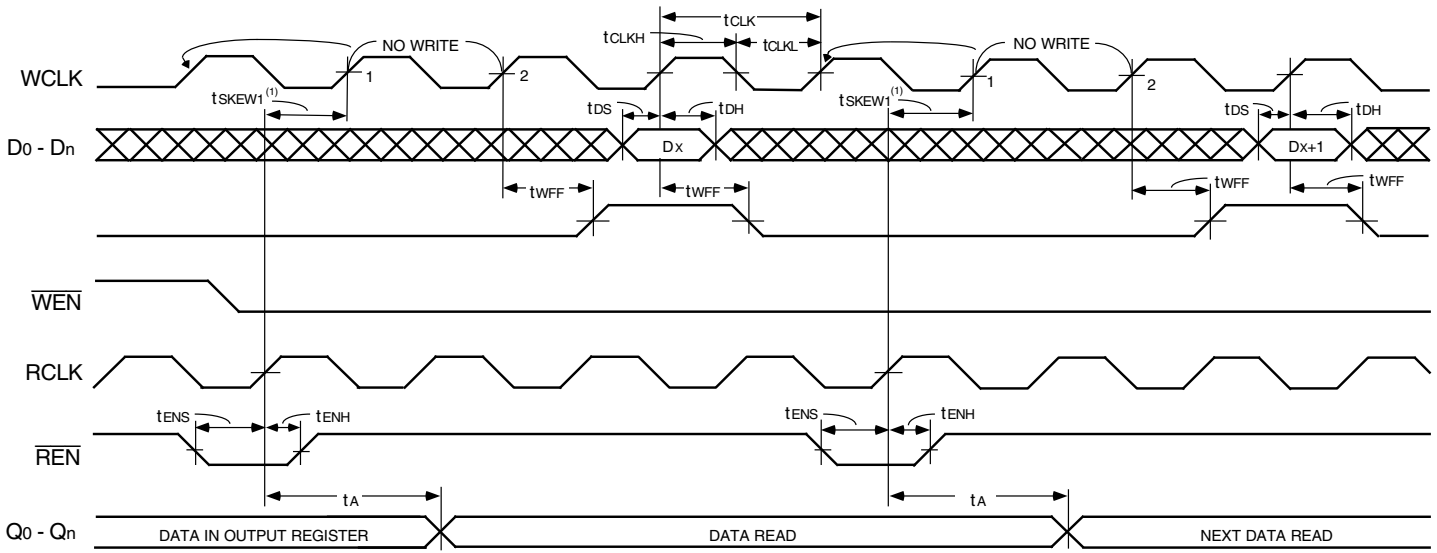 tCLK
tCLKH
tCLKL
NO WRITE
NO WRITE
WCLK
1
2
1
2
tSKEW1(1)
tDS
tDH
tSKEW1(1)
tDS
tDH
D0 - Dn
Dx
Dx+1
tWFF
tWFF
tWFF
tWFF
WEN
RCLK
tENS
tENH
tENS
tENH
REN
tA
tA
Q0 - Qn
DATA IN OUTPUT REGISTER
DATA READ
NEXT DATA READ